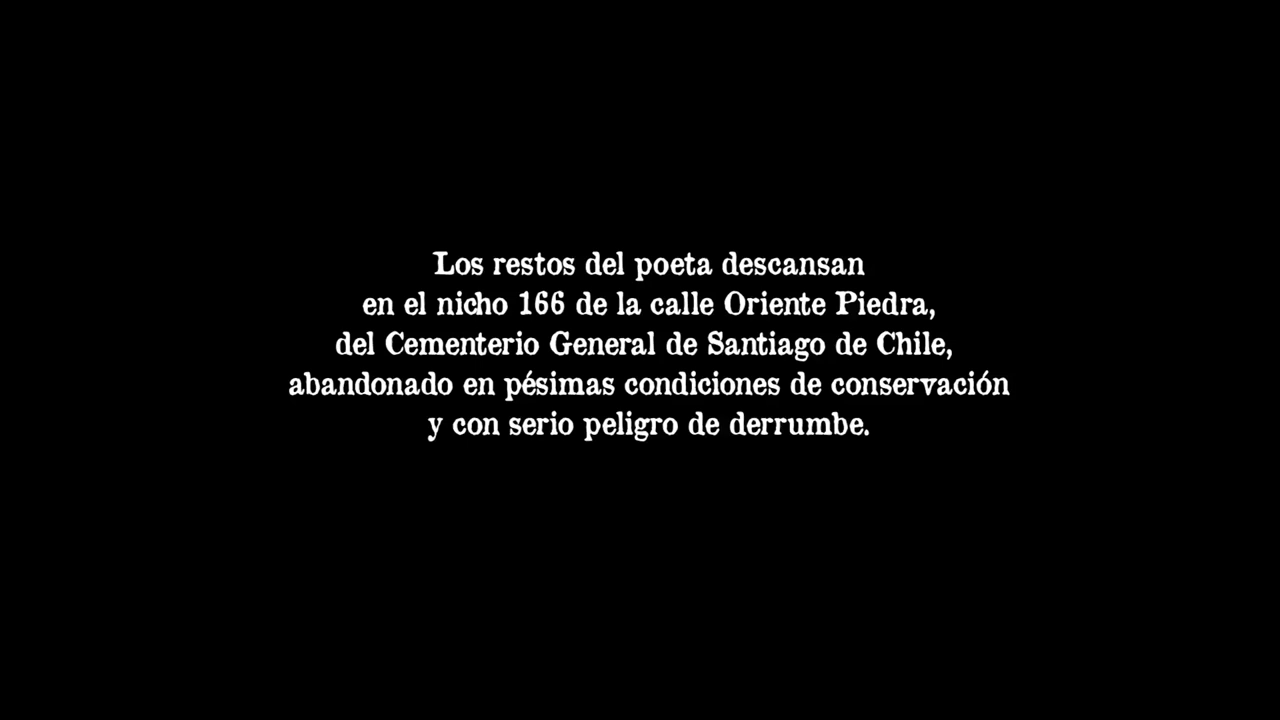 Los restos del poeta descansan
en el nicho 166 de la calle Oriente Piedra,
del Cementerio General de Santiago de Chile,
abandonado en pésimas condiciones de conservación
y con serio peligro de derrumbe.